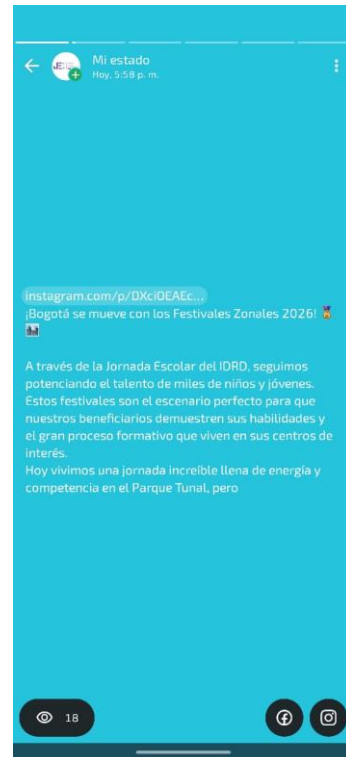 Mi estado
Hoy, 5:58 p. m.
instagram.com/p/DXciOEAEc...
¡Bogotá se mueve con los Festivales Zonales 2026! 🏅
🏙️
A través de la Jornada Escolar del IDRD, seguimos
potenciando el talento de miles de niños y jóvenes.
Estos festivales son el escenario perfecto para que
nuestros beneficiarios demuestren sus habilidades y
el gran proceso formativo que viven en sus centros de
interés.
Hoy vivimos una jornada increíble llena de energía y
competencia en el Parque Tunal, pero
18